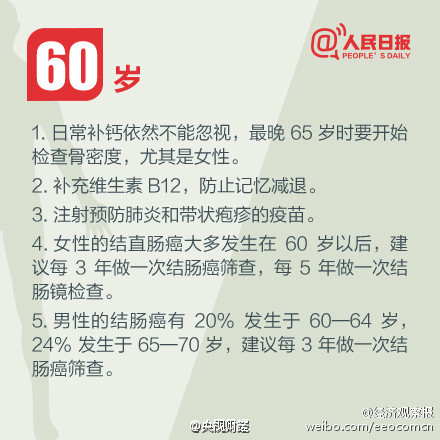 60岁
@人民日报
PEOPLE'S DAILY
1. 日常补钙依然不能忽视，最晚 65 岁时要开始
检查骨密度，尤其是女性。
2. 补充维生素 B12，防止记忆减退。
3. 注射预防肺炎和带状疱疹的疫苗。
4. 女性的结直肠癌大多发生在 60 岁以后，建
议每 3 年做一次结肠癌筛查，每 5 年做一次结
肠镜检查。
5. 男性的结肠癌有 20% 发生于 60—64 岁，
24% 发生于 65—70 岁，建议每 3 年做一次结
肠癌筛查。
@央视财经
@经济观察报
weibo.com/eeocomcn